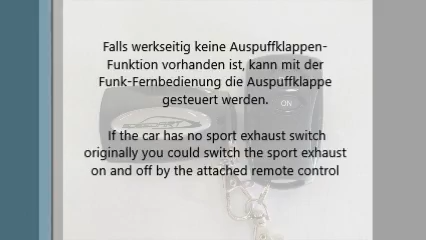 Falls werkseitig keine Auspuffklappen-
Funktion vorhanden ist, kann mit der
Funk-Fernbedienung die Auspuffklappe
gesteuert werden.
ON
If the car has no sport exhaust switch
originally you could switch the sport exhaust
on and off by the attached remote control